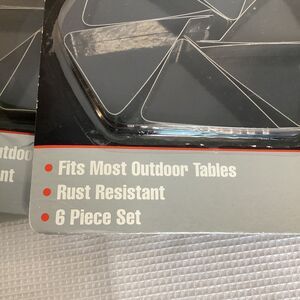 • Fits Most Outdoor Tables
• Rust Resistant
• 6 Piece Set